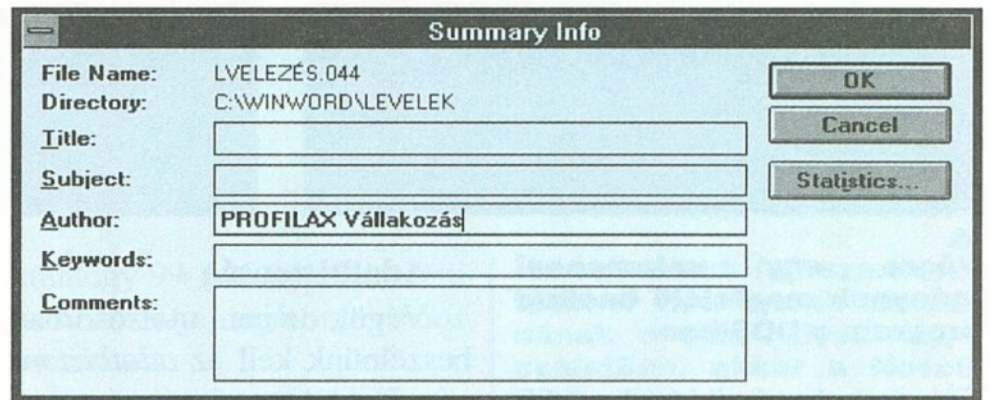 Summary Info
File Name: LVELEZÉS.044
Directory: C:\WINWORD\LEVELEK
Title:
Subject:
Author: PROFILAX Vállakozás
Keywords:
Comments:
OK
Cancel
Statistics...